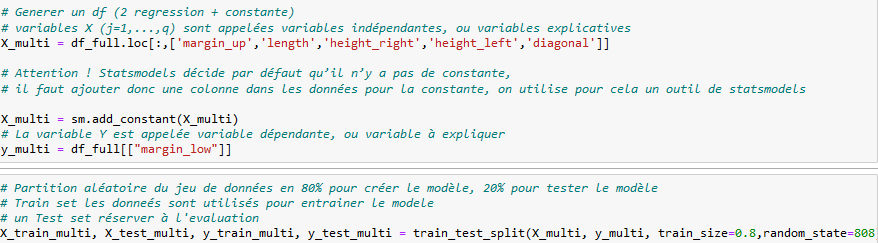 # Generer un df (2 regression + constante)
# variables X (j=1,...,q) sont appelées variables indépendantes, ou variables explicatives
X_multi = df_full.loc[:,['margin_up','length','height_right','height_left','diagonal']]
# Attention ! Statsmodels décide par défaut qu’il n’y a pas de constante,
# il faut ajouter donc une colonne dans les données pour la constante, on utilise pour cela un outil de statsmodels
X_multi = sm.add_constant(X_multi)
# La variable Y est appelée variable dépendante, ou variable à expliquer
y_multi = df_full[["margin_low"]]
# Partition aléatoire du jeu de données en 80% pour créer le modèle, 20% pour tester le modèle
# Train set les donneés sont utilisés pour entrainer le modele
# un Test set réserver à l'evaluation
X_train_multi, X_test_multi, y_train_multi, y_test_multi = train_test_split(X_multi, y_multi, train_size=0.8,random_state=808